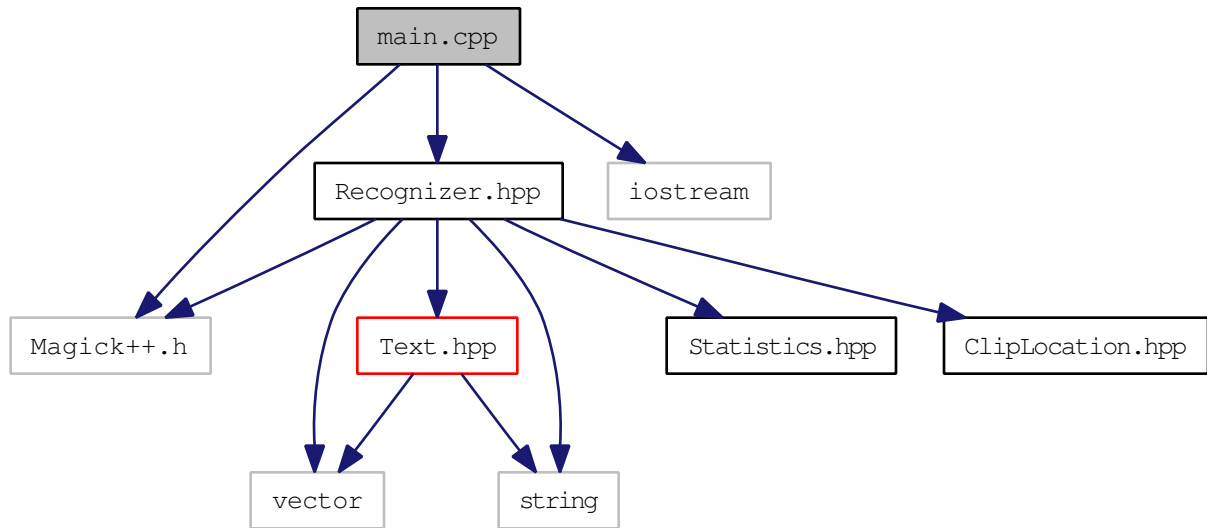 main.cpp
Recognizer.hpp
iostream
Magick++.h
Text.hpp
Statistics.hpp
ClipLocation.hpp
vector
string